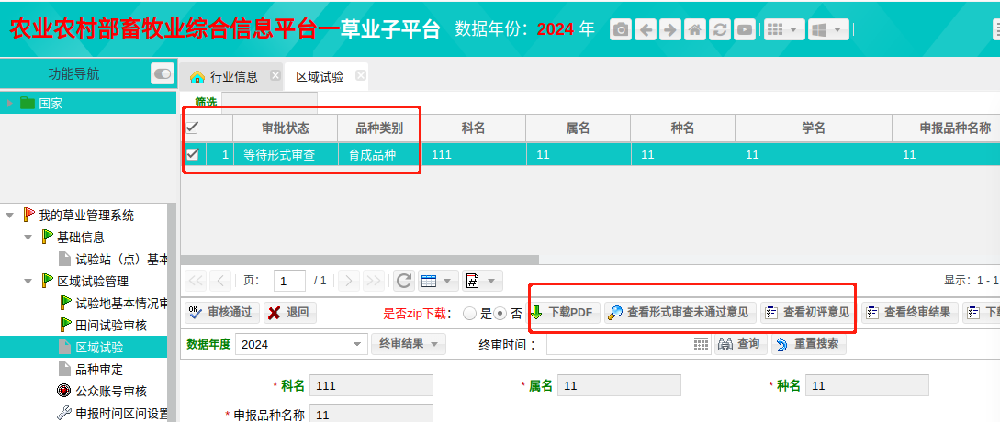 农业农村部畜牧业综合信息平台—草业子平台 数据年份：2024 年
功能导航
行业信息 区域试验
国家
筛选
审批状态 品种类别 科名 属名 种名 学名 申报品种名称
1 等待形式审查 育成品种 111 11 11 11 11
我的草业管理系统
基础信息
试验站（点）基本
区域试验管理
试验地基本情况审
田间试验审核
区域试验
品种审定
公众账号审核
申报时间区间设置
页： 1 / 1 显示：1 - 1
审核通过 退回 是否zip下载： 是 否 下载PDF 查看形式审查未通过意见 查看初评意见 查看终审结果
数据年度 2024 终审结果 终审时间 ： 查询 重置搜索
* 科名 111 * 属名 11 * 种名 11
* 申报品种名称 11